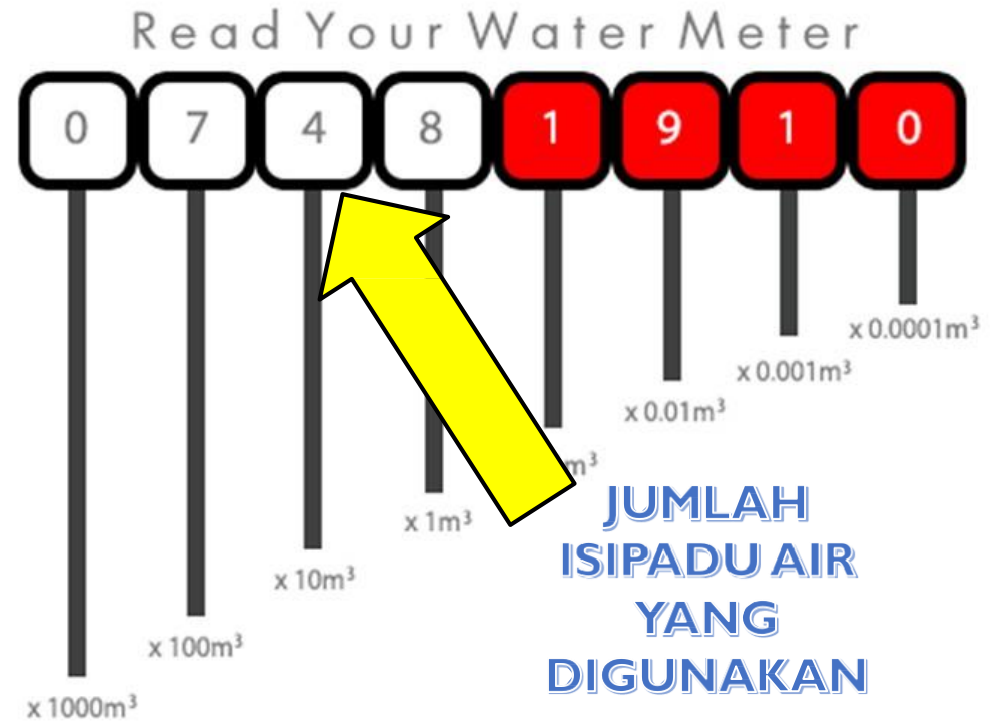 Read Your Water Meter
0 7 4 8 1 9 1 0
x 0.0001m³
x 0.001m³
x 0.01m³
m³
x 1m³
x 10m³
x 100m³
x 1000m³
JUMLAH
ISIPADU AIR
YANG
DIGUNAKAN